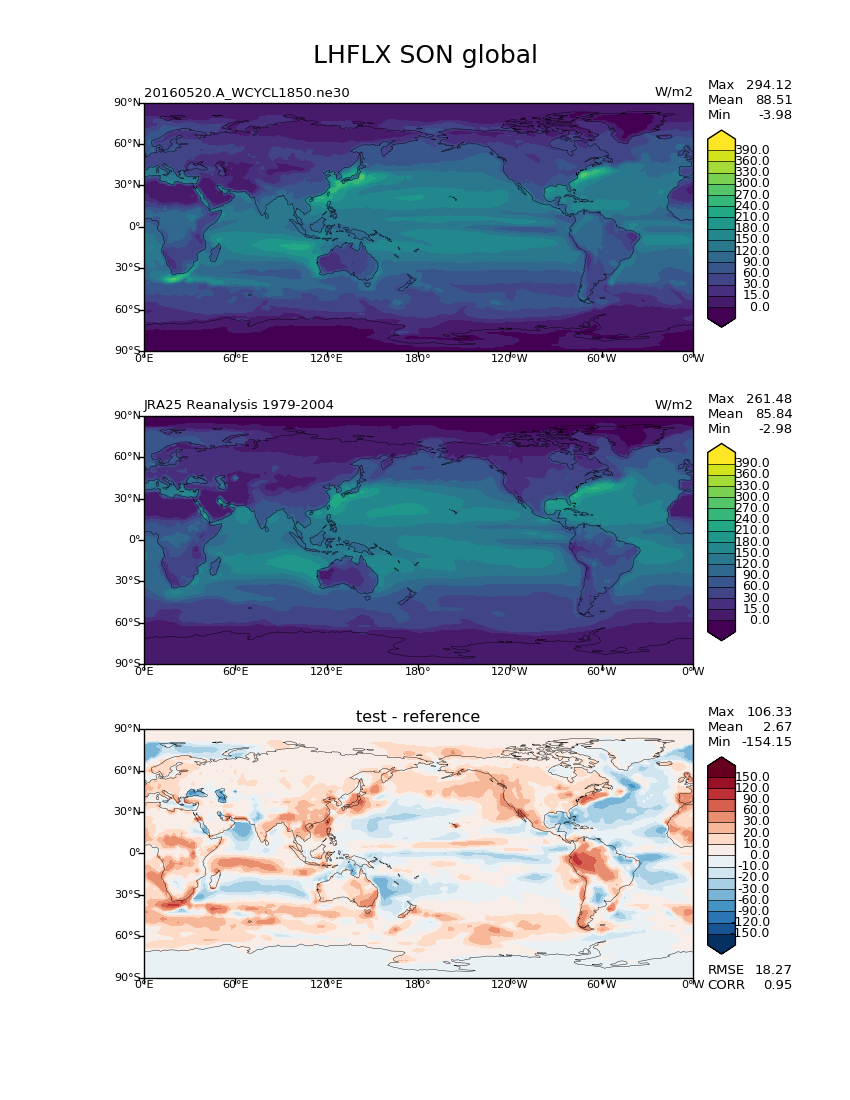 LHFLX SON global
20160520.A_WCYCL1850.ne30 W/m2
Max 294.12
Mean 88.51
Min -3.98
90°N
60°N
30°N
0°
30°S
60°S
90°S
0°E 60°E 120°E 180° 120°W 60°W 0°W
390.0
360.0
330.0
300.0
270.0
240.0
210.0
180.0
150.0
120.0
90.0
60.0
30.0
15.0
0.0
JRA25 Reanalysis 1979-2004 W/m2
Max 261.48
Mean 85.84
Min -2.98
90°N
60°N
30°N
0°
30°S
60°S
90°S
0°E 60°E 120°E 180° 120°W 60°W 0°W
390.0
360.0
330.0
300.0
270.0
240.0
210.0
180.0
150.0
120.0
90.0
60.0
30.0
15.0
0.0
test - reference
Max 106.33
Mean 2.67
Min -154.15
90°N
60°N
30°N
0°
30°S
60°S
90°S
0°E 60°E 120°E 180° 120°W 60°W 0°W
150.0
120.0
90.0
60.0
30.0
20.0
10.0
0.0
-10.0
-20.0
-30.0
-60.0
-90.0
-120.0
-150.0
RMSE 18.27
CORR 0.95